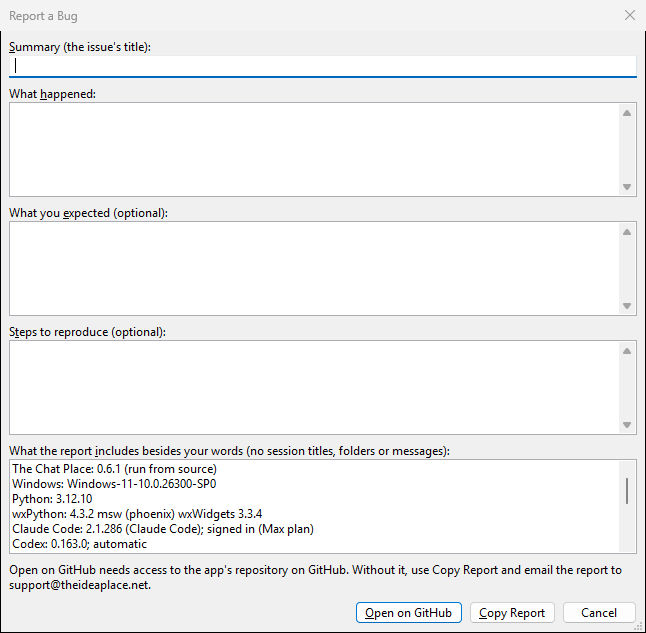 Report a Bug
Summary (the issue's title):
What happened:
What you expected (optional):
Steps to reproduce (optional):
What the report includes besides your words (no session titles, folders or messages):
The Chat Place: 0.6.1 (run from source)
Windows: Windows-11-10.0.26300-SP0
Python: 3.12.10
wxPython: 4.3.2 msw (phoenix) wxWidgets 3.3.4
Claude Code: 2.1.286 (Claude Code); signed in (Max plan)
Codex: 0.163.0; automatic
Open on GitHub needs access to the app's repository on GitHub. Without it, use Copy Report and email the report to
support@theideaplace.net.
Open on GitHub
Copy Report
Cancel